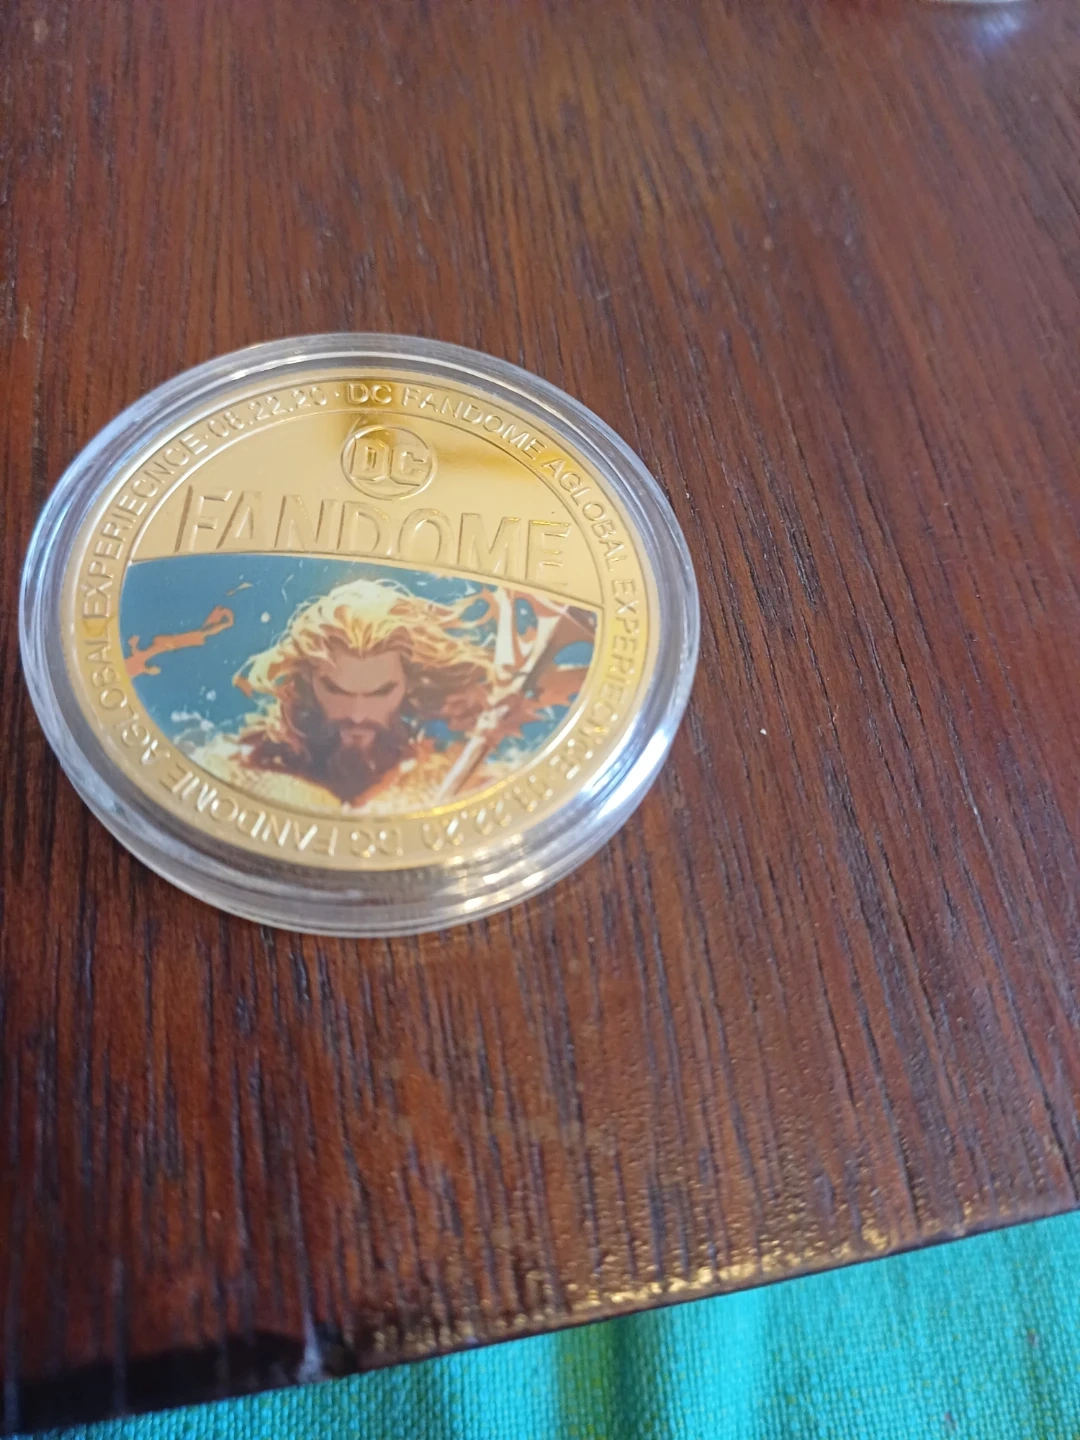 DC FANDOME AGLOBAL EXPERIECNCE·08.22.20
DC FANDOME AGLOBAL EXPERIECNCE·08.22.20·
DC
FANDOME